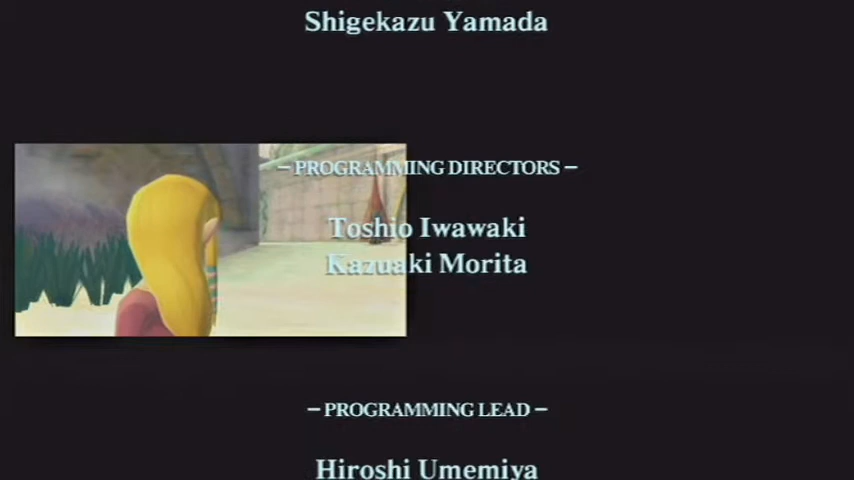 Shigekazu Yamada
– PROGRAMMING DIRECTORS –
Toshio Iwawaki
Kazuaki Morita
– PROGRAMMING LEAD –
Hiroshi Umemiya